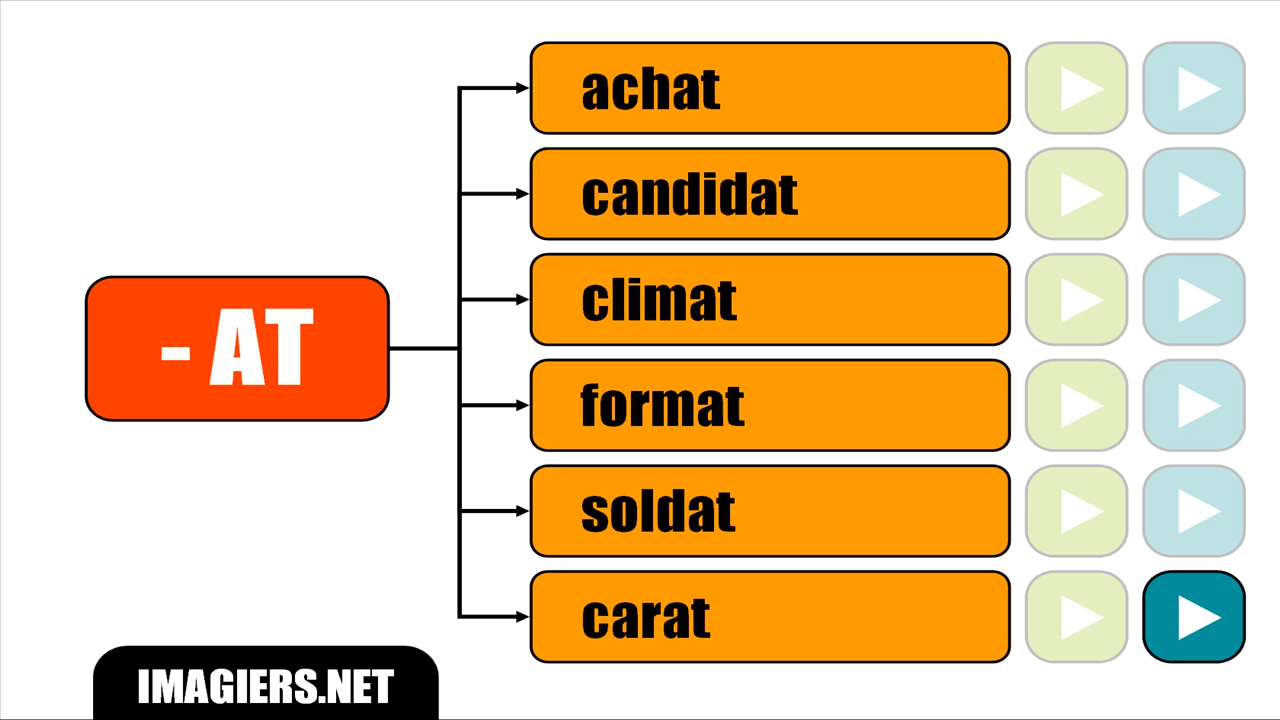 - AT
achat
candidat
climat
format
soldat
carat
IMAGIERS.NET